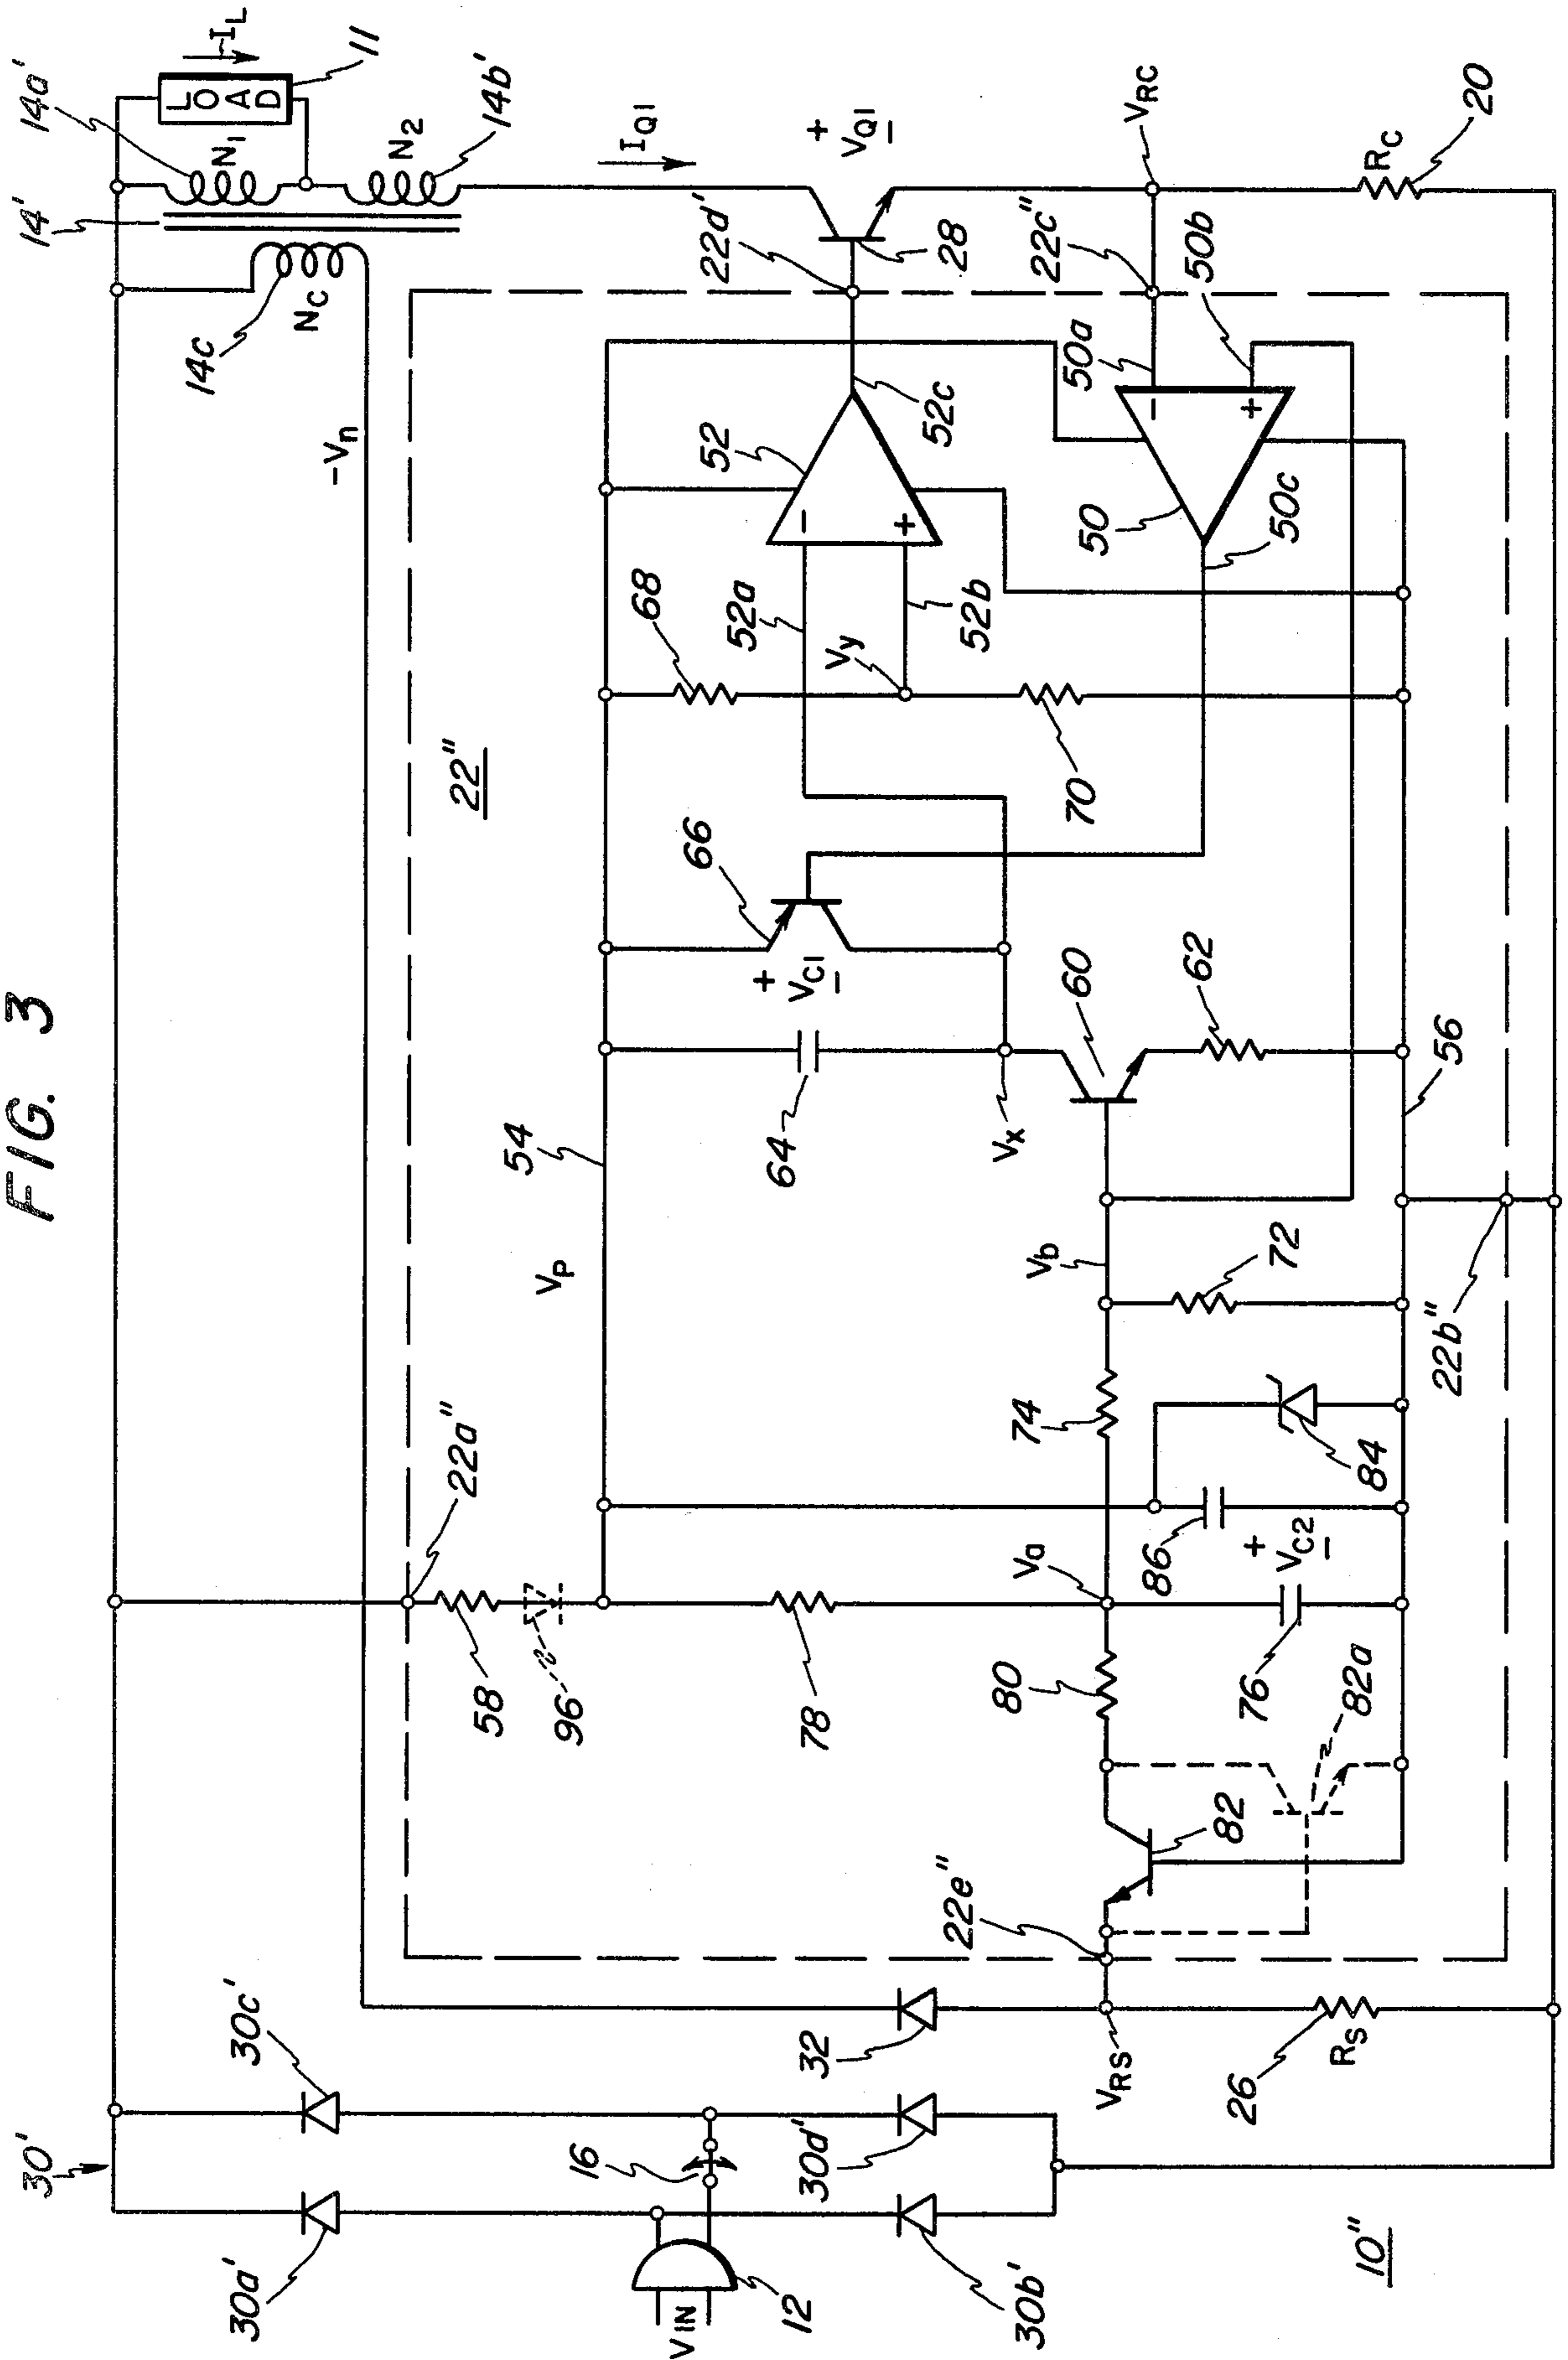 FIG. 3
30'
30c'
30a'
16
12
VIN
30d'
30b'
10"
32
VRS
26
RS
22e"
82
82a
80
76
VC2
+
-
Va
78
58
96
22a"
86
84
74
72
Vb
22b"
56
VP
54
64
Vx
60
62
+
VC1
-
66
22"
68
70
Vy
52a
52b
52
-
+
52c
50
50c
50a
50b
-
+
22d'
22c"
28
-Vn
14c
NC
14'
14a'
N1
N2
14b'
LOAD
IL
11
IQ1
+
VQ1
-
VRC
RC
20